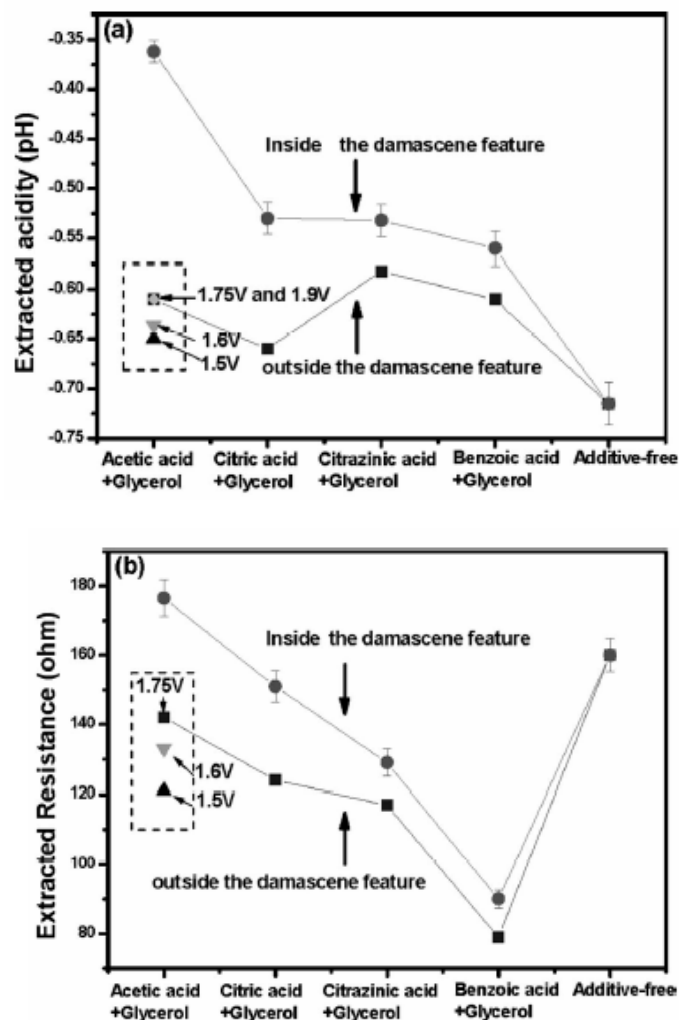 (a)
Extracted acidity (pH)
-0.35
-0.40
-0.45
-0.50
-0.55
-0.60
-0.65
-0.70
-0.75
Inside the damascene feature
1.75V and 1.9V
1.6V
1.5V
outside the damascene feature
Acetic acid Citric acid Citrazinic acid Benzoic acid Additive-free
+Glycerol +Glycerol +Glycerol +Glycerol
(b)
Extracted Resistance (ohm)
180
160
140
120
100
80
Inside the damascene feature
1.75V
1.6V
1.5V
outside the damascene feature
Acetic acid Citric acid Citrazinic acid Benzoic acid Additive-free
+Glycerol +Glycerol +Glycerol +Glycerol